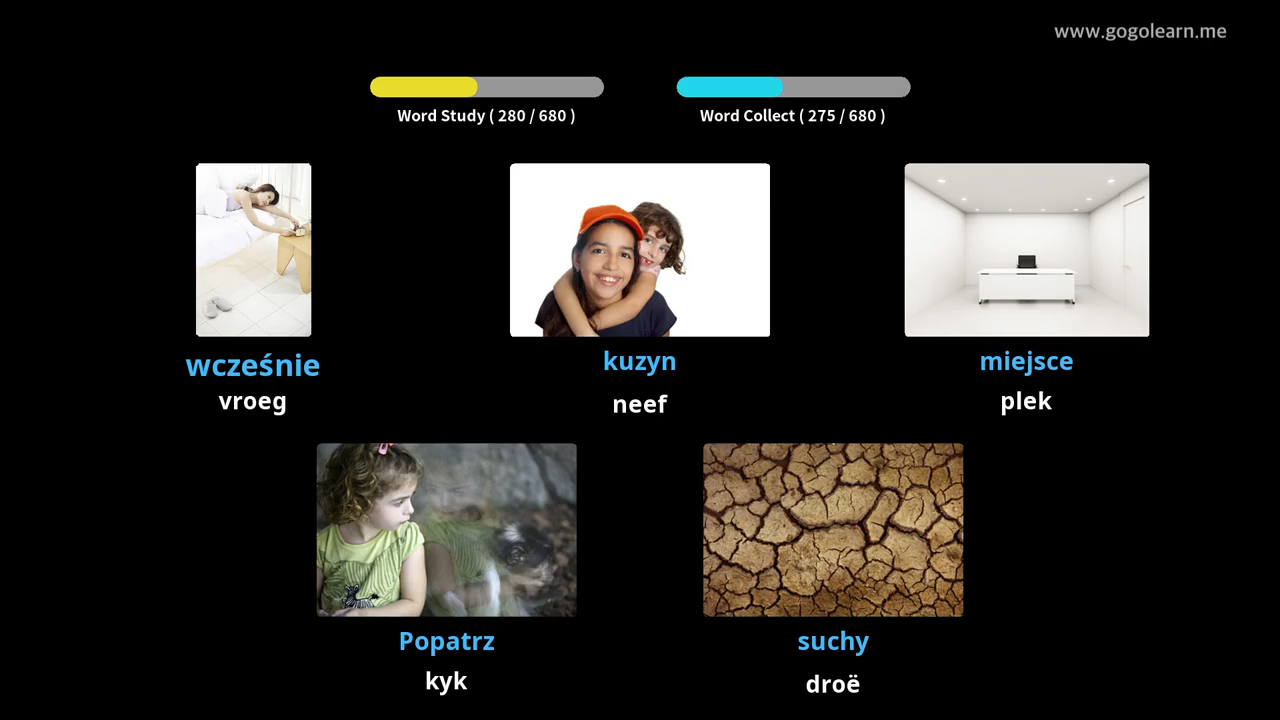 www.gogolearn.me
Word Study ( 280 / 680 )
Word Collect ( 275 / 680 )
wcześnie
vroeg
kuzyn
neef
miejsce
plek
Popatrz
kyk
suchy
droë